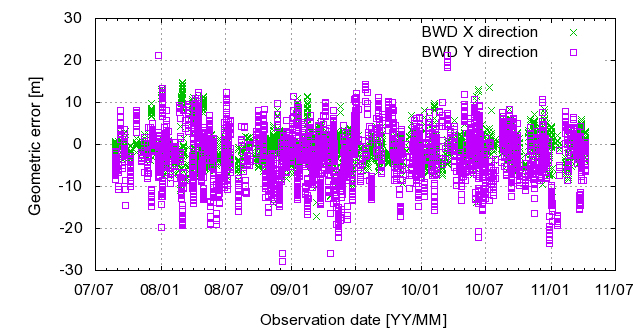 30
20
10
0
-10
-20
-30
Geometric error [m]
BWD X direction
BWD Y direction
07/07 08/01 08/07 09/01 09/07 10/01 10/07 11/01 11/07
Observation date [YY/MM]